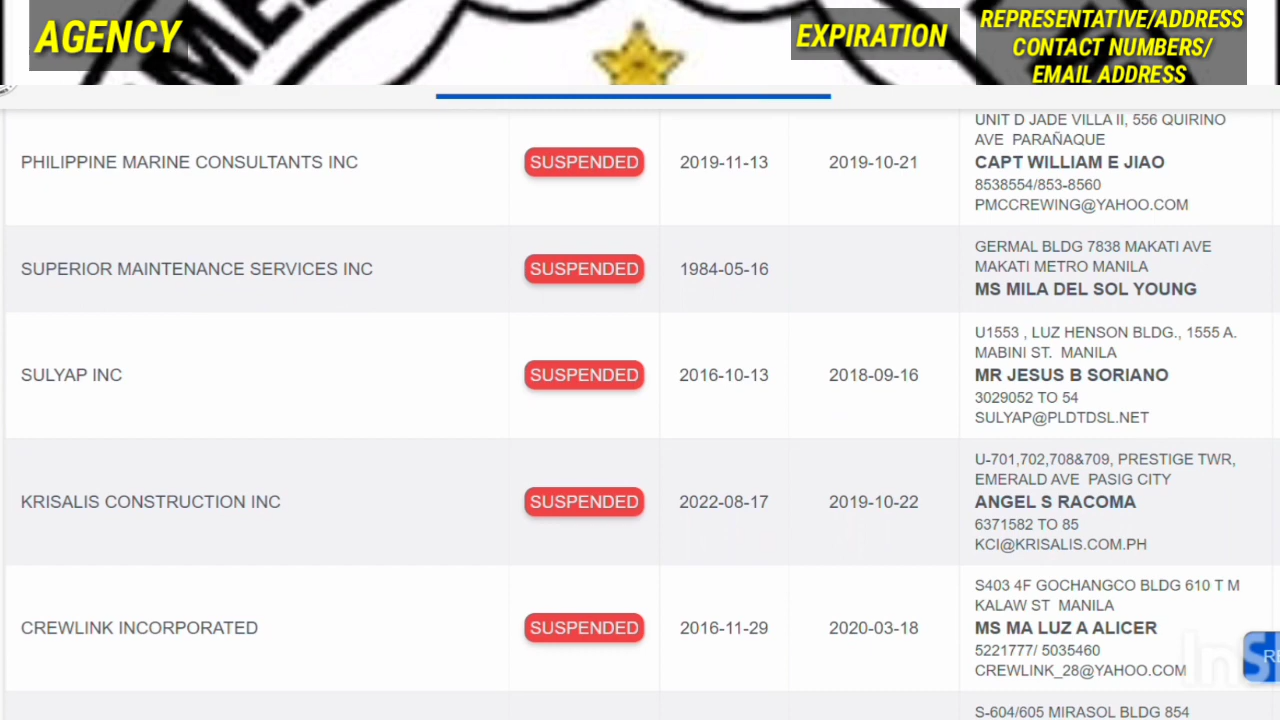 AGENCY
EXPIRATION
REPRESENTATIVE/ADDRESS
CONTACT NUMBERS/
EMAIL ADDRESS
UNIT D JADE VILLA II, 556 QUIRINO
AVE PARAÑAQUE
PHILIPPINE MARINE CONSULTANTS INC
SUSPENDED
2019-11-13
2019-10-21
CAPT WILLIAM E JIAO
8538554/853-8560
PMCCREWING@YAHOO.COM
GERMAL BLDG 7838 MAKATI AVE
MAKATI METRO MANILA
SUPERIOR MAINTENANCE SERVICES INC
SUSPENDED
1984-05-16
MS MILA DEL SOL YOUNG
U1553 , LUZ HENSON BLDG., 1555 A.
MABINI ST. MANILA
SULYAP INC
SUSPENDED
2016-10-13
2018-09-16
MR JESUS B SORIANO
3029052 TO 54
SULYAP@PLDTDSL.NET
U-701,702,708&709, PRESTIGE TWR,
EMERALD AVE PASIG CITY
KRISALIS CONSTRUCTION INC
SUSPENDED
2022-08-17
2019-10-22
ANGEL S RACOMA
6371582 TO 85
KCI@KRISALIS.COM.PH
S403 4F GOCHANGCO BLDG 610 T M
KALAW ST MANILA
CREWLINK INCORPORATED
SUSPENDED
2016-11-29
2020-03-18
MS MA LUZ A ALICER
5221777/ 5035460
CREWLINK_28@YAHOO.COM
S-604/605 MIRASOL BLDG 854